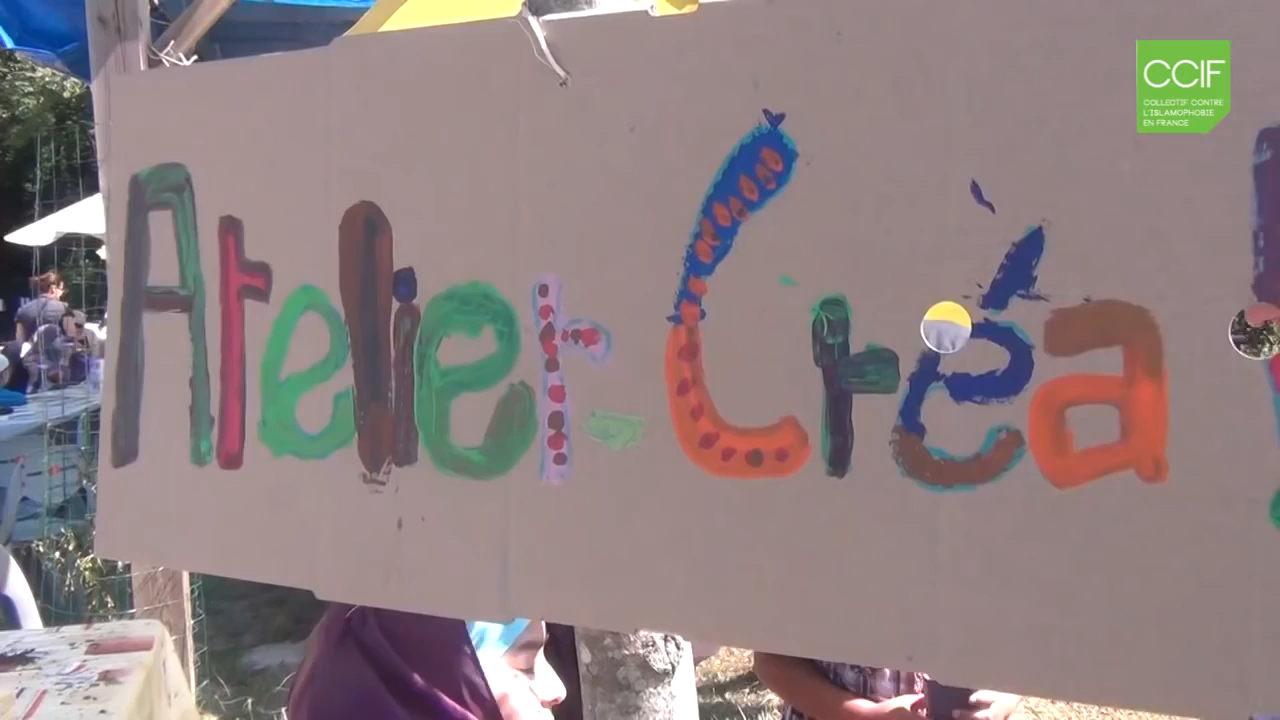 CCIF
COLLECTIF CONTRE
L'ISLAMOPHOBIE
EN FRANCE
Atelier-Créa !